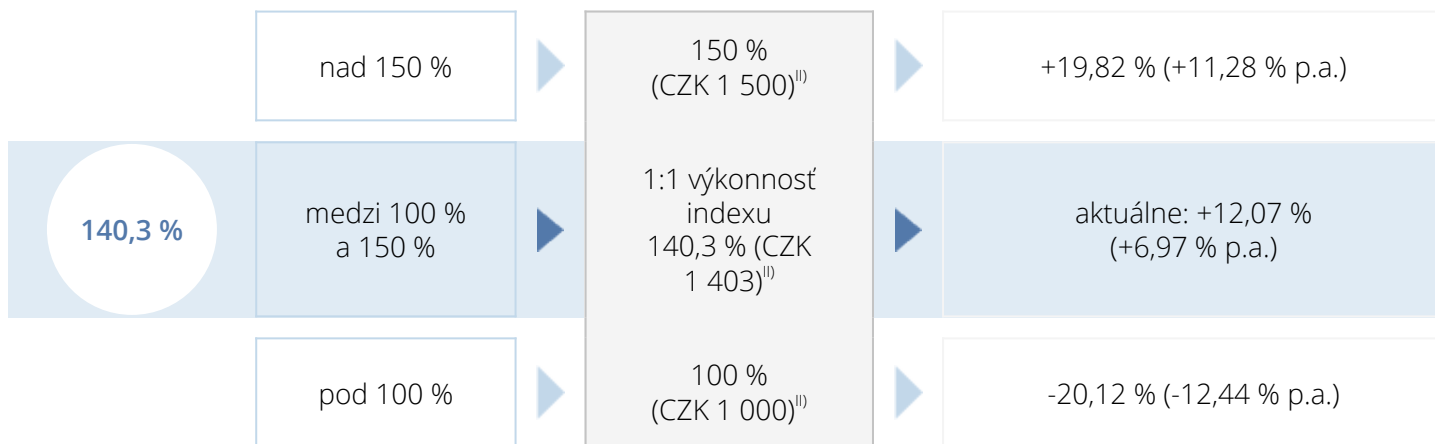 nad 150 %
150 %
(CZK 1 500)II)
+19,82 % (+11,28 % p.a.)
140,3 %
medzi 100 %
a 150 %
1:1 výkonnosť
indexu
140,3 % (CZK
1 403)II)
aktuálne: +12,07 %
(+6,97 % p.a.)
pod 100 %
100 %
(CZK 1 000)II)
-20,12 % (-12,44 % p.a.)